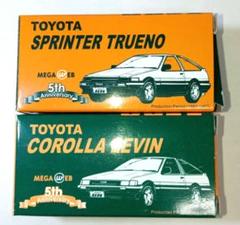 TOYOTA
SPRINTER TRUENO
MEGA WEB
5th
Anniversary
TOYOTA
COROLLA LEVIN
MEGA WEB
5th
Anniversary